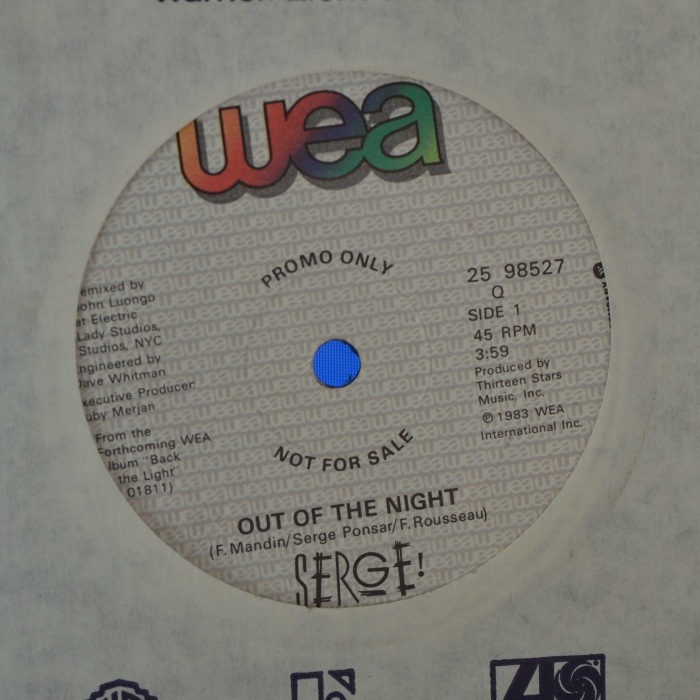 wea
PROMO ONLY
emixed by
ohn Luongo
at Electric
Lady Studios,
Studios, NYC
ngineered by
Dave Whitman
xecutive Producer:
uby Merjan
From the
Forthcoming WEA
lbum "Back
the Light"
01811)
25 98527
Q
SIDE 1
45 RPM
3:59
Produced by
Thirteen Stars
Music, Inc.
℗ 1983 WEA
International Inc.
NOT FOR SALE
OUT OF THE NIGHT
(F. Mandin/Serge Ponsar/F. Rousseau)
SERGE!